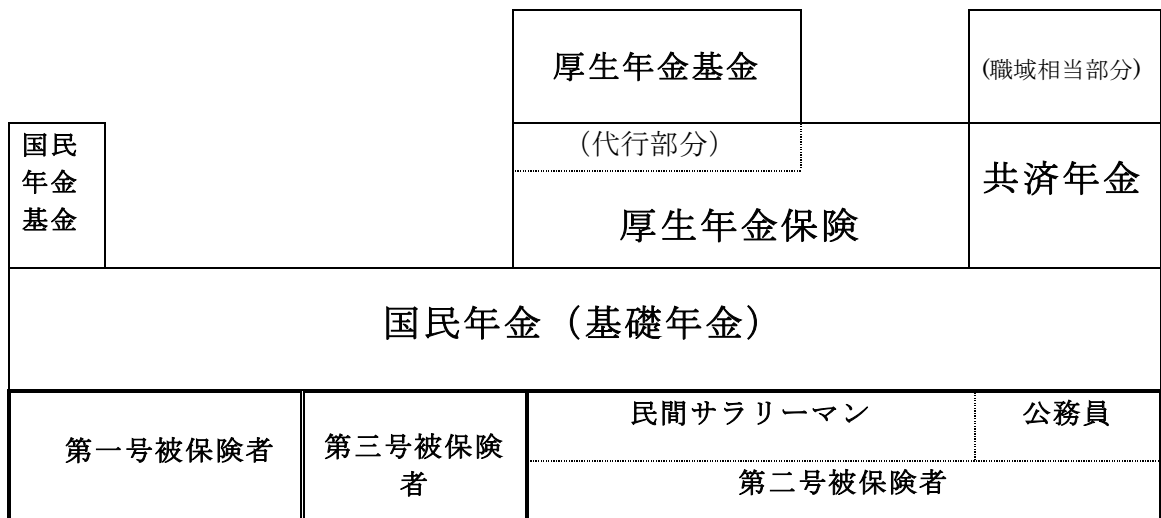 厚生年金基金
(職域相当部分)
国民
年金
基金
（代行部分）
共済年金
厚生年金保険
国民年金（基礎年金）
第一号被保険者
第三号被保険
者
民間サラリーマン
公務員
第二号被保険者